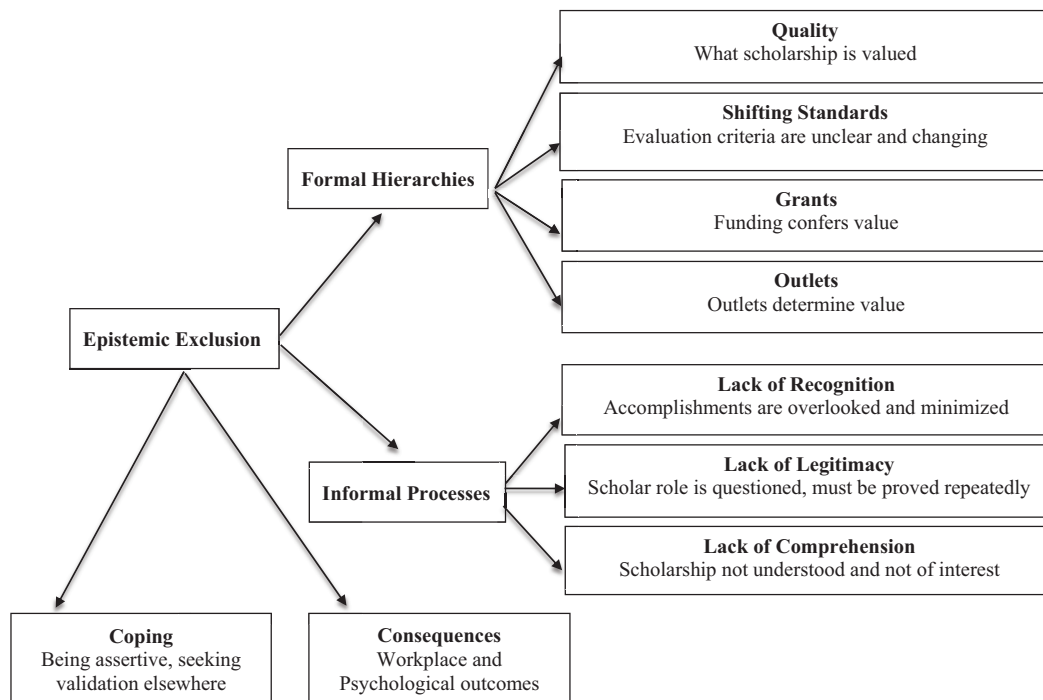 Quality
What scholarship is valued
Shifting Standards
Evaluation criteria are unclear and changing
Formal Hierarchies
Grants
Funding confers value
Outlets
Outlets determine value
Epistemic Exclusion
Lack of Recognition
Accomplishments are overlooked and minimized
Informal Processes
Lack of Legitimacy
Scholar role is questioned, must be proved repeatedly
Lack of Comprehension
Scholarship not understood and not of interest
Coping
Being assertive, seeking
validation elsewhere
Consequences
Workplace and
Psychological outcomes